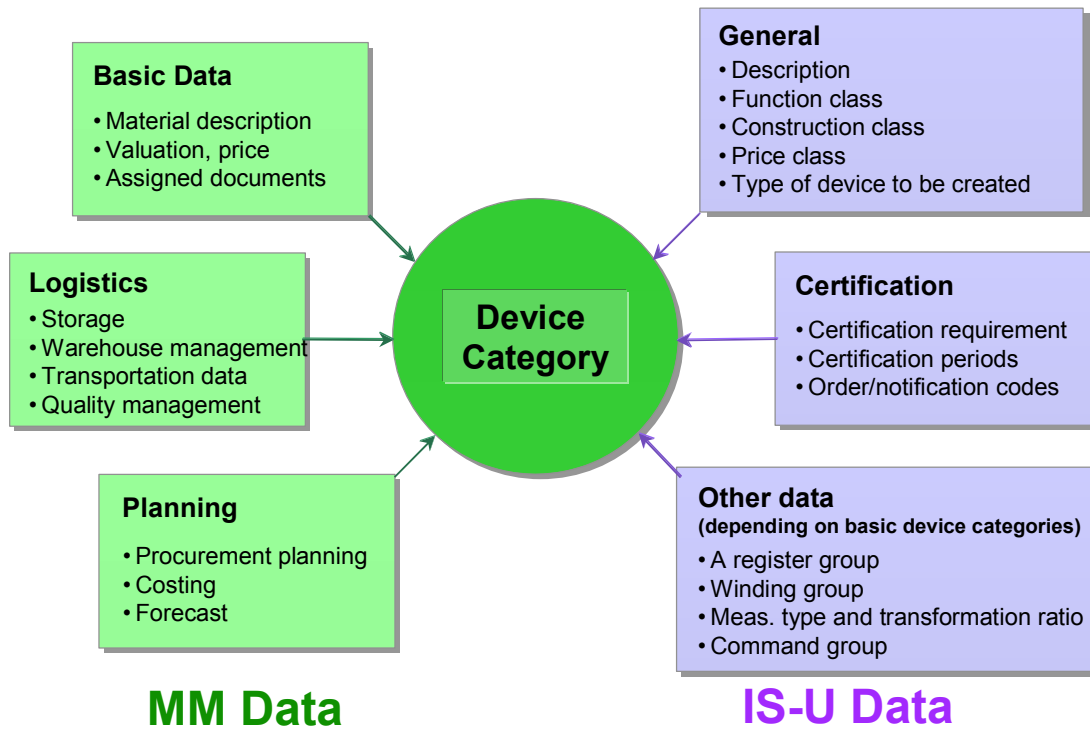 Basic Data
• Material description
• Valuation, price
• Assigned documents
Logistics
• Storage
• Warehouse management
• Transportation data
• Quality management
Planning
• Procurement planning
• Costing
• Forecast
MM Data
Device
Category
General
• Description
• Function class
• Construction class
• Price class
• Type of device to be created
Certification
• Certification requirement
• Certification periods
• Order/notification codes
Other data
(depending on basic device categories)
• A register group
• Winding group
• Meas. type and transformation ratio
• Command group
IS-U Data